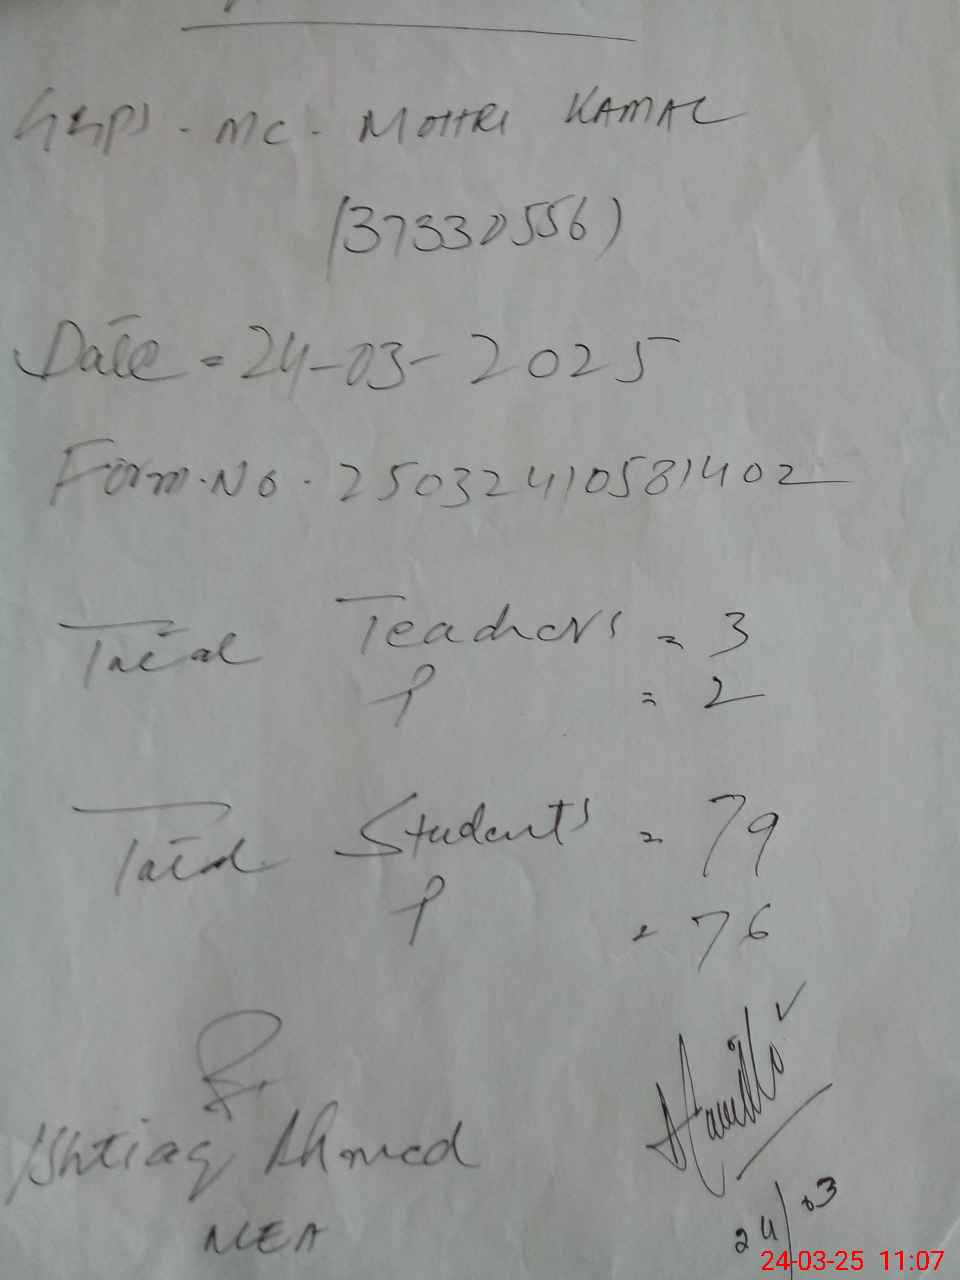 GGPS - MC - MOHRI KAMAL
(37330556)
Date = 24-03-2025
Form.No. 25032410581402
Total Teachers = 3
P = 2
Total Students = 79
P = 76
Ishtiaq Ahmed
MEA
24/03
24-03-25 11:07